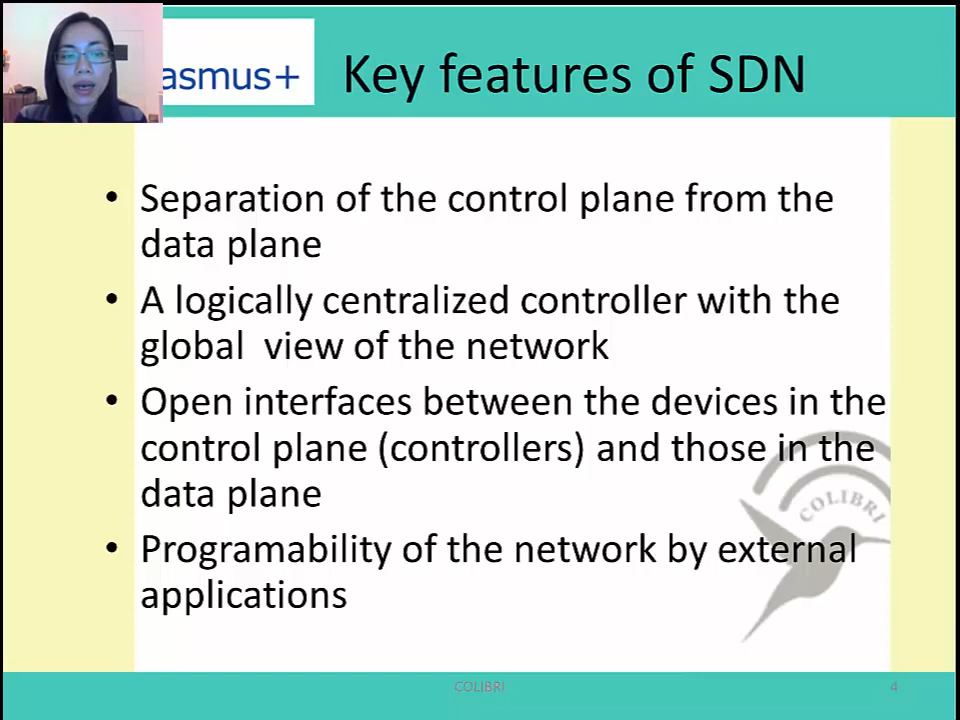 asmus+
Key features of SDN
• Separation of the control plane from the
data plane
• A logically centralized controller with the
global view of the network
• Open interfaces between the devices in the
control plane (controllers) and those in the
data plane
• Programability of the network by external
applications
COLIBRI
COLIBRI
4